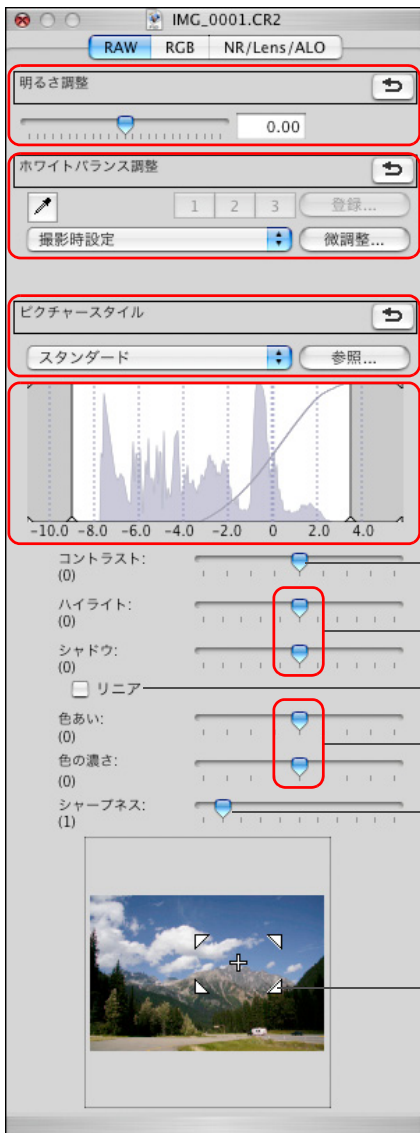 IMG_0001.CR2
RAW RGB NR/Lens/ALO
明るさ調整
0.00
ホワイトバランス調整
1 2 3 登録...
撮影時設定 微調整...
ピクチャースタイル
スタンダード 参照...
-10.0 -8.0 -6.0 -4.0 -2.0 0 2.0 4.0
コントラスト:
(0)
ハイライト:
(0)
シャドウ:
(0)
リニア
色あい:
(0)
色の濃さ:
(0)
シャープネス:
(1)